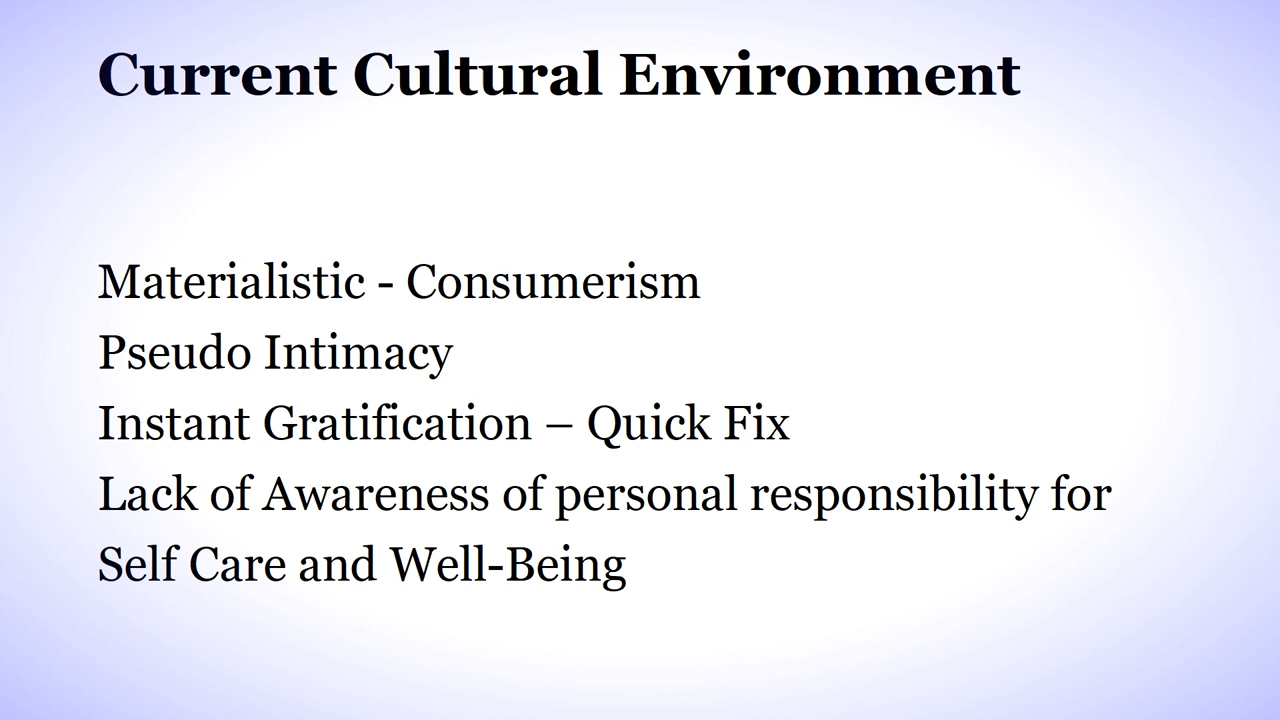 Current Cultural Environment
Materialistic - Consumerism
Pseudo Intimacy
Instant Gratification – Quick Fix
Lack of Awareness of personal responsibility for
Self Care and Well-Being